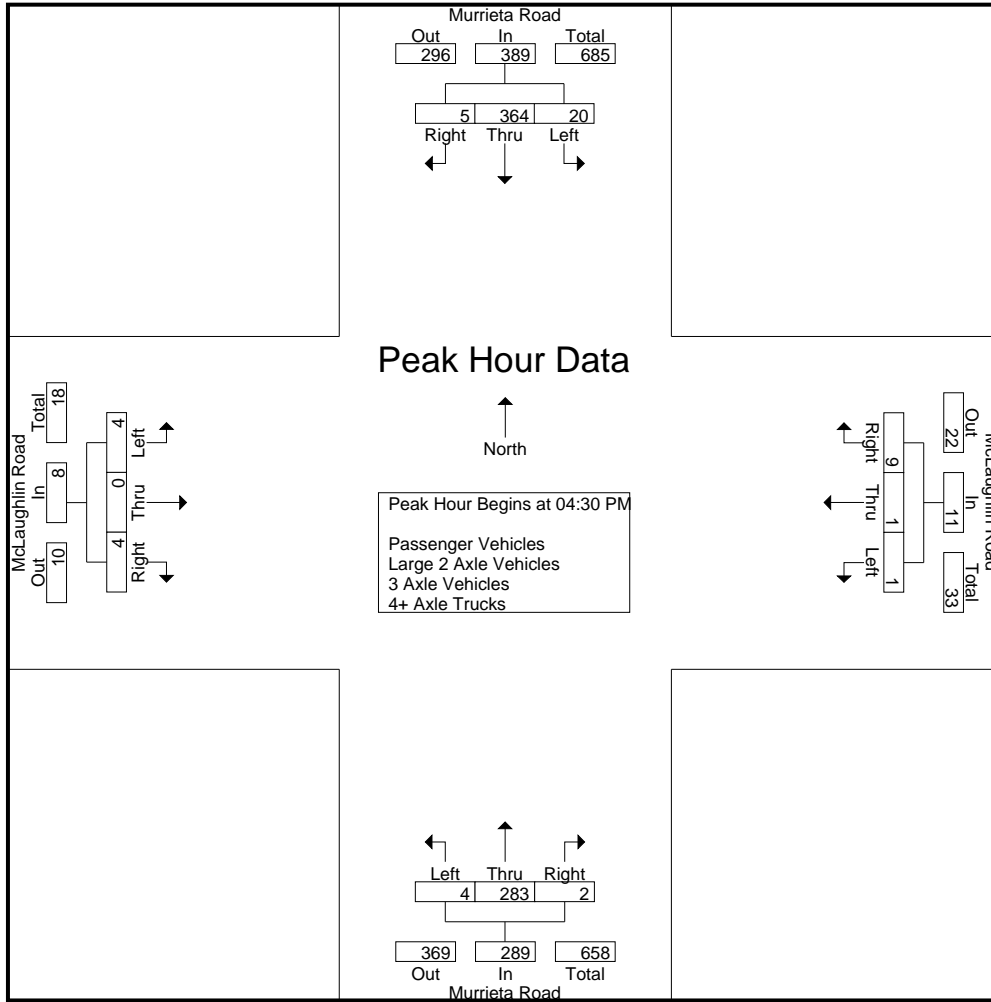 Murrieta Road
Out In Total
296 389 685
5 364 20
Right Thru Left
Peak Hour Data
North
Peak Hour Begins at 04:30 PM
Passenger Vehicles
Large 2 Axle Vehicles
3 Axle Vehicles
4+ Axle Trucks
McLaughlin Road
Out In Total
10 8 18
4 0 4
Left Thru Right
McLaughlin Road
Out In Total
22 11 33
9 1 1
Right Thru Left
Left Thru Right
4 283 2
369 289 658
Out In Total
Murrieta Road